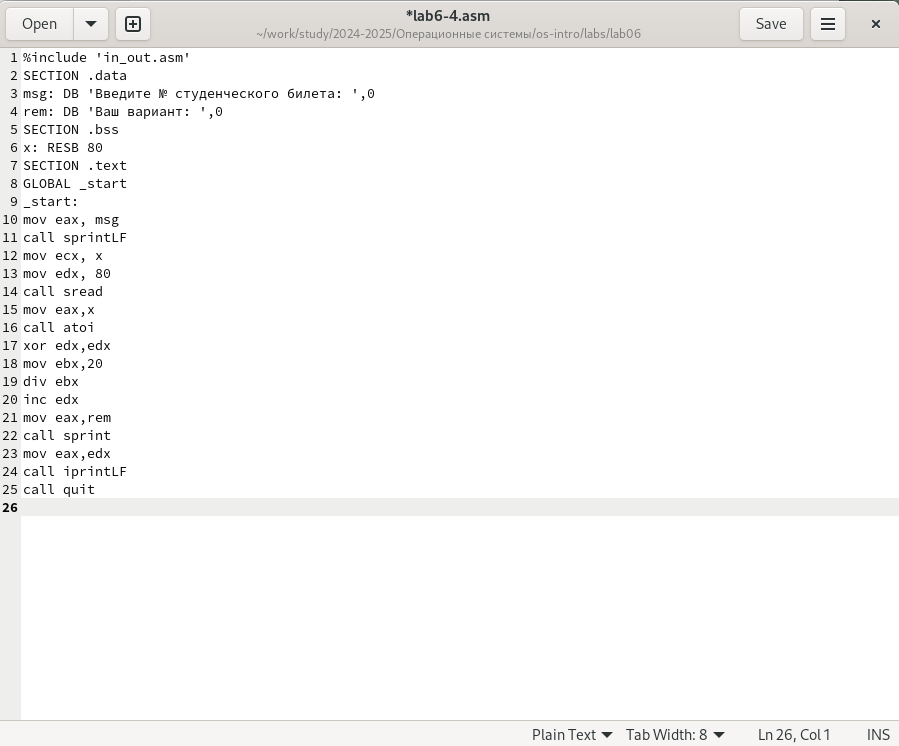 Open
*lab6-4.asm
~/work/study/2024-2025/Операционные системы/os-intro/labs/lab06
Save
1 %include 'in_out.asm'
2 SECTION .data
3 msg: DB 'Введите № студенческого билета: ',0
4 rem: DB 'Ваш вариант: ',0
5 SECTION .bss
6 x: RESB 80
7 SECTION .text
8 GLOBAL _start
9 _start:
10 mov eax, msg
11 call sprintLF
12 mov ecx, x
13 mov edx, 80
14 call sread
15 mov eax,x
16 call atoi
17 xor edx,edx
18 mov ebx,20
19 div ebx
20 inc edx
21 mov eax,rem
22 call sprint
23 mov eax,edx
24 call iprintLF
25 call quit
26
Plain Text Tab Width: 8 Ln 26, Col 1 INS